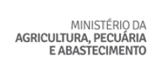 MINISTÉRIO DA
AGRICULTURA, PECUÁRIA
E ABASTECIMENTO